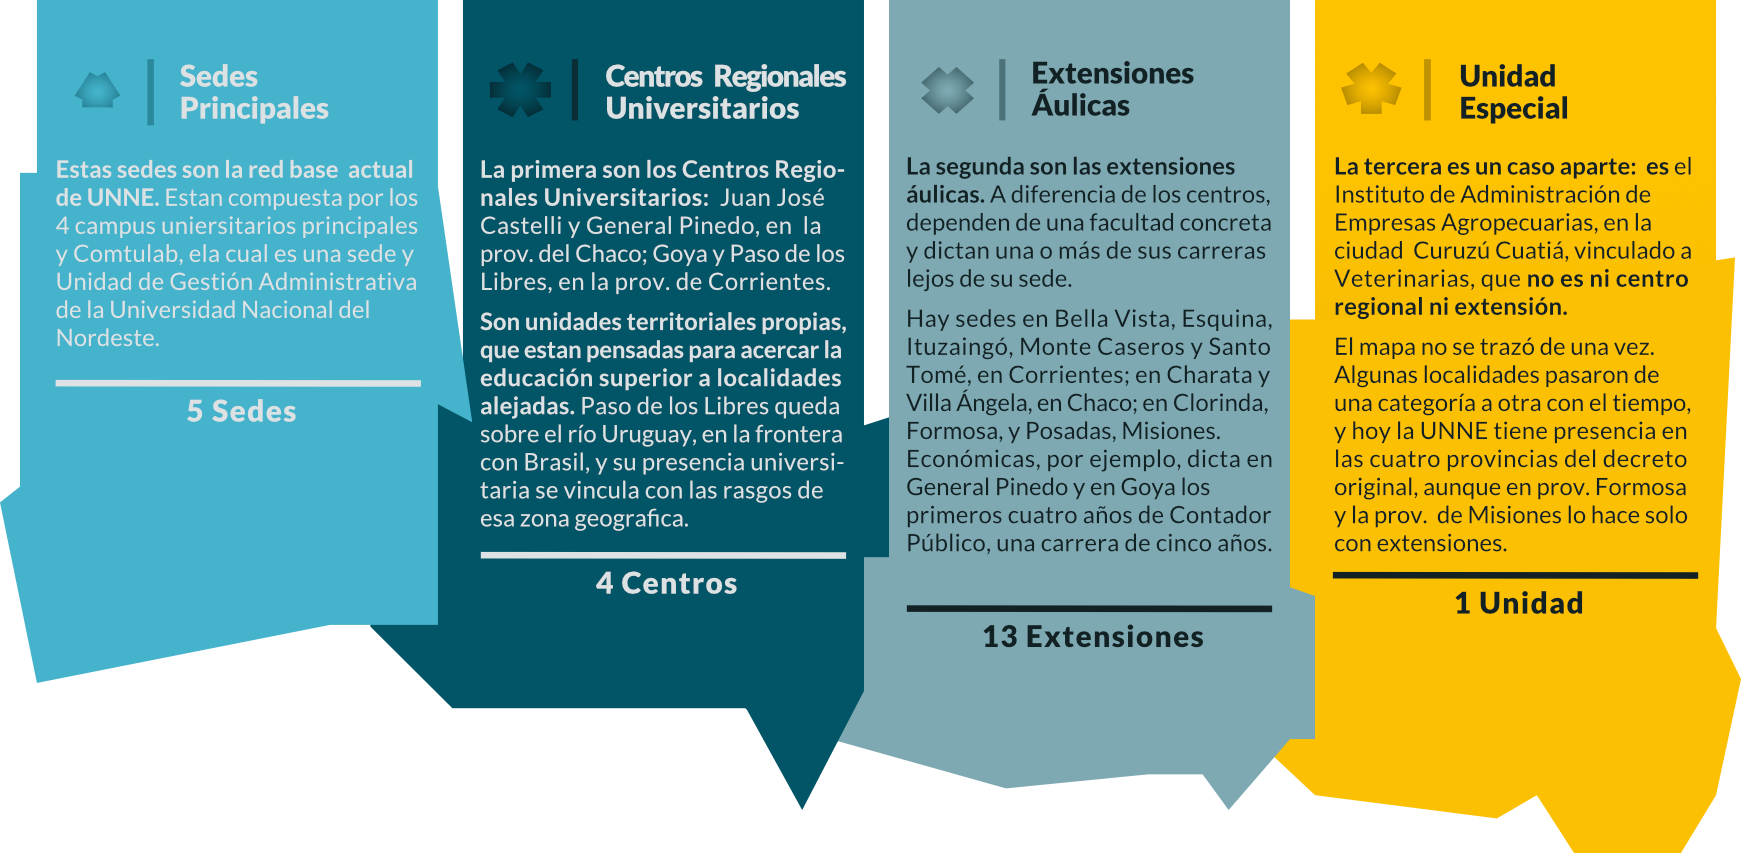 Sedes
Principales
Estas sedes son la red base actual
de UNNE. Estan compuesta por los
4 campus uniersitarios principales
y Comtulab, ela cual es una sede y
Unidad de Gestión Administrativa
de la Universidad Nacional del
Nordeste.
5 Sedes
Centros Regionales
Universitarios
La primera son los Centros Regio-
nales Universitarios: Juan José
Castelli y General Pinedo, en la
prov. del Chaco; Goya y Paso de los
Libres, en la prov. de Corrientes.
Son unidades territoriales propias,
que estan pensadas para acercar la
educación superior a localidades
alejadas. Paso de los Libres queda
sobre el río Uruguay, en la frontera
con Brasil, y su presencia universi-
taria se vincula con las rasgos de
esa zona geografica.
4 Centros
Extensiones
Áulicas
La segunda son las extensiones
áulicas. A diferencia de los centros,
dependen de una facultad concreta
y dictan una o más de sus carreras
lejos de su sede.
Hay sedes en Bella Vista, Esquina,
Ituzaingó, Monte Caseros y Santo
Tomé, en Corrientes; en Charata y
Villa Ángela, en Chaco; en Clorinda,
Formosa, y Posadas, Misiones.
Económicas, por ejemplo, dicta en
General Pinedo y en Goya los
primeros cuatro años de Contador
Público, una carrera de cinco años.
13 Extensiones
Unidad
Especial
La tercera es un caso aparte: es el
Instituto de Administración de
Empresas Agropecuarias, en la
ciudad Curuzú Cuatiá, vinculado a
Veterinarias, que no es ni centro
regional ni extensión.
El mapa no se trazó de una vez.
Algunas localidades pasaron de
una categoría a otra con el tiempo,
y hoy la UNNE tiene presencia en
las cuatro provincias del decreto
original, aunque en prov. Formosa
y la prov. de Misiones lo hace solo
con extensiones.
1 Unidad